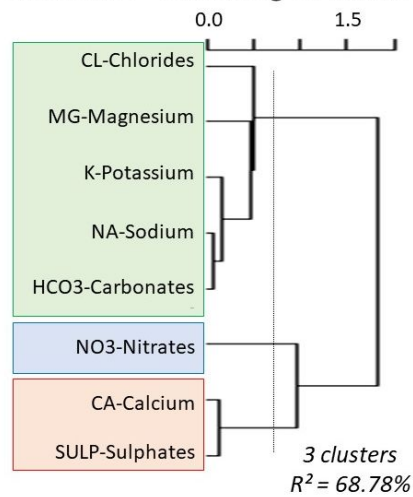 0.0 1.5
CL-Chlorides
MG-Magnesium
K-Potassium
NA-Sodium
HCO3-Carbonates
NO3-Nitrates
CA-Calcium
SULP-Sulphates
3 clusters
R² = 68.78%